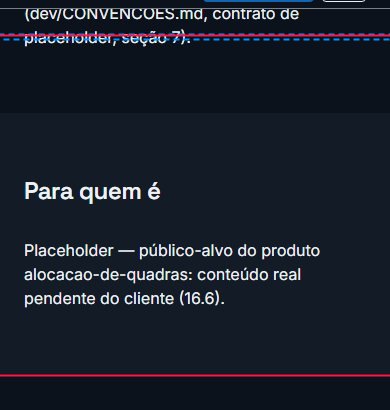 (dev/CONVENCOES.md, contrato de
placeholder, seção 7).
Para quem é
Placeholder — público-alvo do produto
alocacao-de-quadras: conteúdo real
pendente do cliente (16.6).